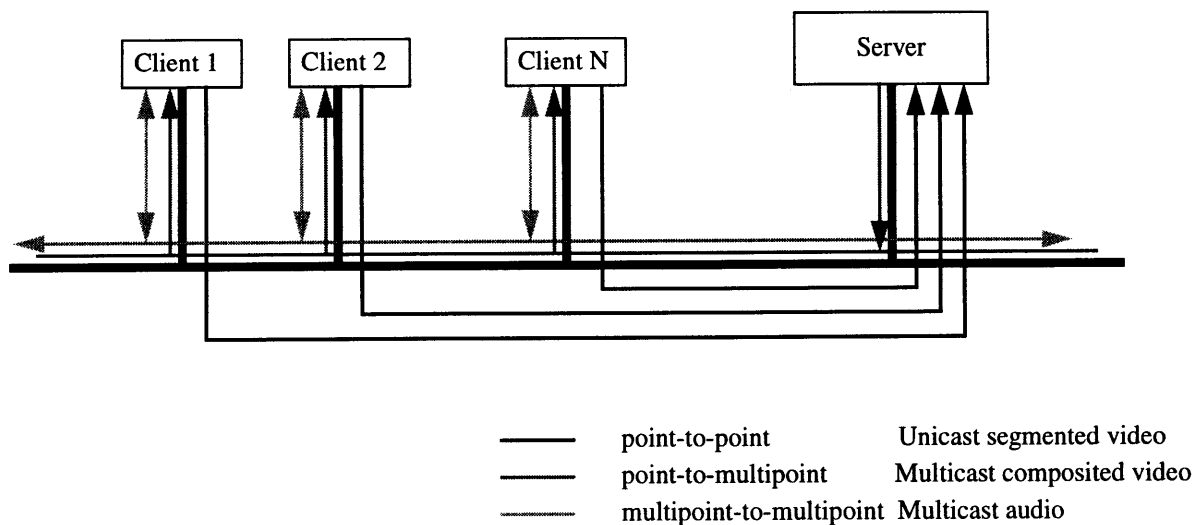 Client 1
Client 2
Client N
Server
point-to-point Unicast segmented video
point-to-multipoint Multicast composited video
multipoint-to-multipoint Multicast audio